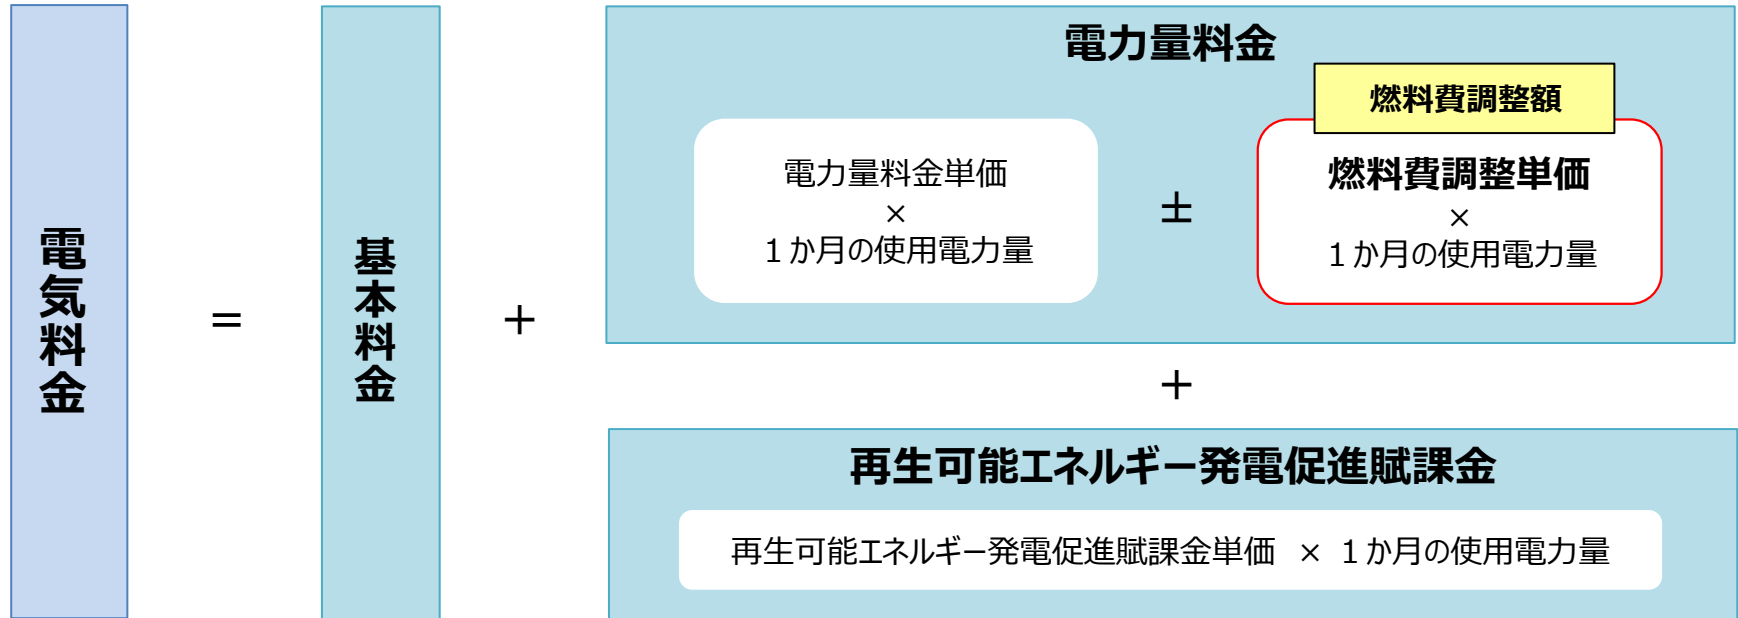 電気料金
＝
基本料金
＋
電力量料金
電力量料金単価
×
１か月の使用電力量
±
燃料費調整額
燃料費調整単価
×
１か月の使用電力量
＋
再生可能エネルギー発電促進賦課金
再生可能エネルギー発電促進賦課金単価 × １か月の使用電力量